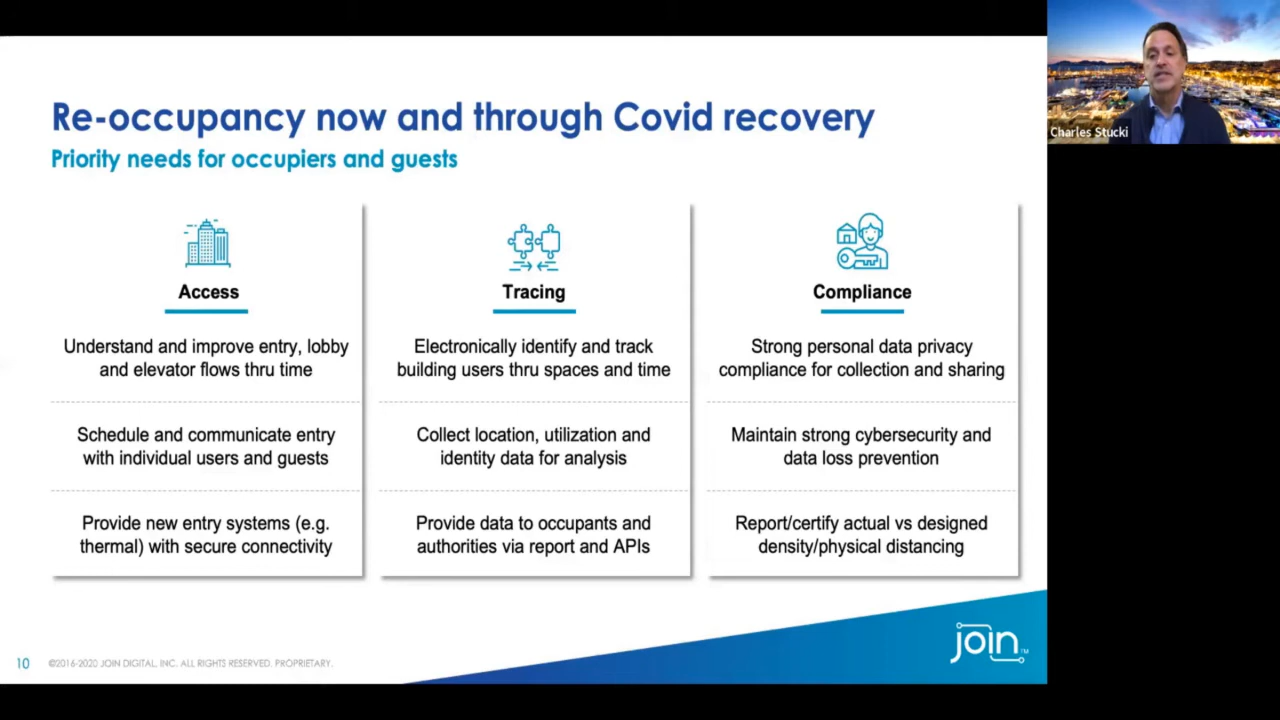 Re-occupancy now and through Covid recovery
Priority needs for occupiers and guests
Access
Understand and improve entry, lobby
and elevator flows thru time
Schedule and communicate entry
with individual users and guests
Provide new entry systems (e.g.
thermal) with secure connectivity
Tracing
Electronically identify and track
building users thru spaces and time
Collect location, utilization and
identity data for analysis
Provide data to occupants and
authorities via report and APIs
Compliance
Strong personal data privacy
compliance for collection and sharing
Maintain strong cybersecurity and
data loss prevention
Report/certify actual vs designed
density/physical distancing
10 ©2016-2020 JOIN DIGITAL, INC. ALL RIGHTS RESERVED. PROPRIETARY.
join™
Charles Stucki